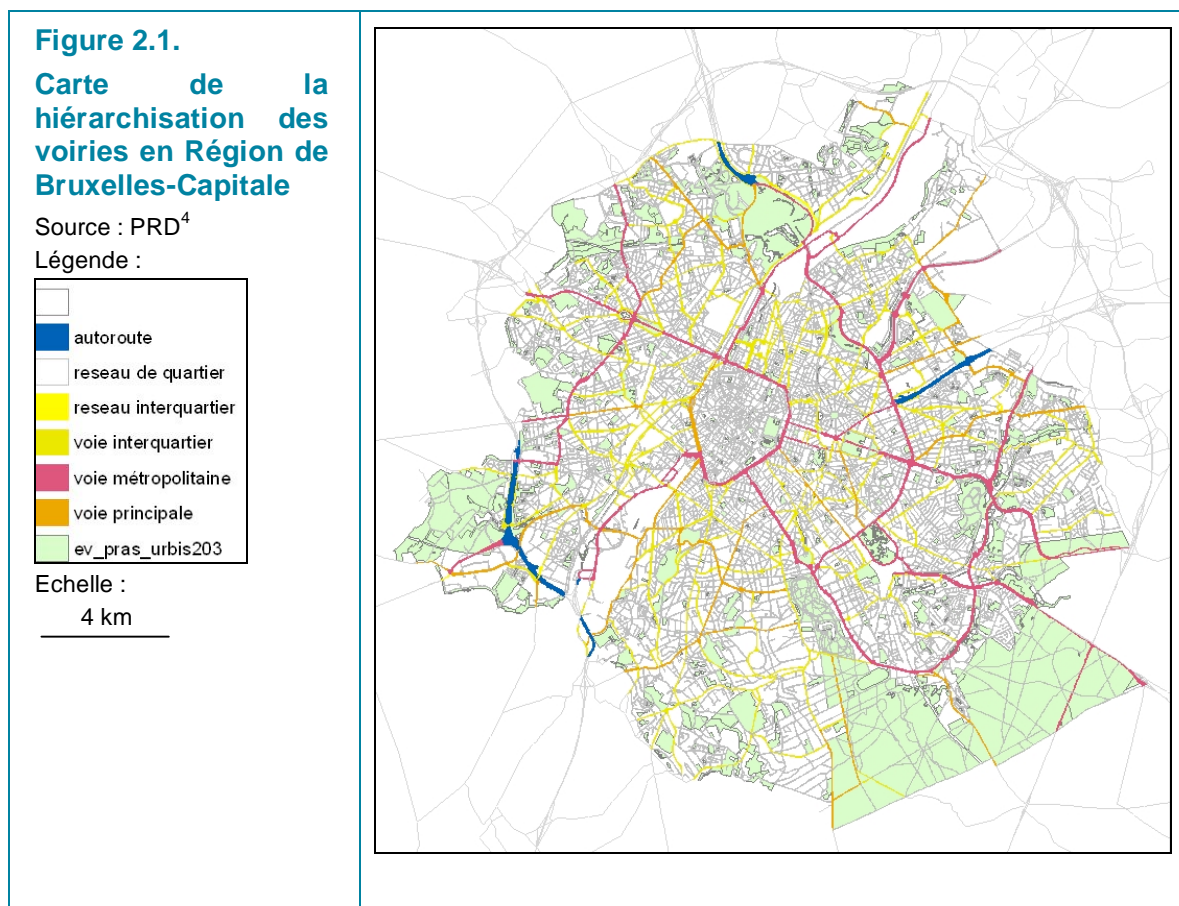 Figure 2.1.
Carte de la
hiérarchisation des
voiries en Région de
Bruxelles-Capitale
Source : PRD4
Légende :
autoroute
reseau de quartier
reseau interquartier
voie interquartier
voie métropolitaine
voie principale
ev_pras_urbis203
Echelle :
4 km